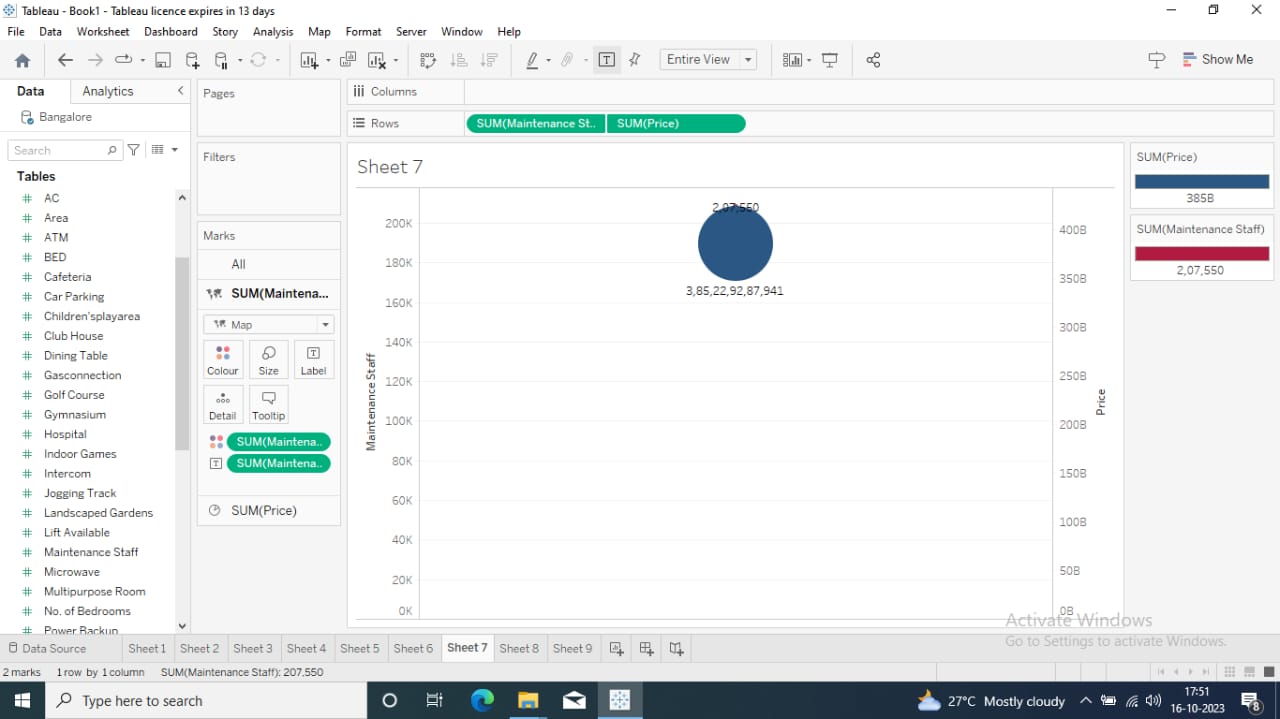 Tableau - Book1 - Tableau licence expires in 13 days
File Data Worksheet Dashboard Story Analysis Map Format Server Window Help
Entire View
Show Me
Data Analytics
Bangalore
Search
Tables
AC
Area
ATM
BED
Cafeteria
Car Parking
Children'splayarea
Club House
Dining Table
Gasconnection
Golf Course
Gymnasium
Hospital
Indoor Games
Intercom
Jogging Track
Landscaped Gardens
Lift Available
Maintenance Staff
Microwave
Multipurpose Room
No. of Bedrooms
Power Backup
Pages
Filters
Marks
All
SUM(Maintena...
Map
Colour Size Label
Detail Tooltip
SUM(Maintena..
SUM(Maintena..
SUM(Price)
Columns
Rows SUM(Maintenance St.. SUM(Price)
Sheet 7
Maintenance Staff
200K
180K
160K
140K
120K
100K
80K
60K
40K
20K
0K
2,07,550
3,85,22,92,87,941
400B
350B
300B
250B
200B
150B
100B
50B
0B
Price
SUM(Price)
385B
SUM(Maintenance Staff)
2,07,550
Activate Windows
Go to Settings to activate Windows.
Data Source Sheet 1 Sheet 2 Sheet 3 Sheet 4 Sheet 5 Sheet 6 Sheet 7 Sheet 8 Sheet 9
2 marks 1 row by 1 column SUM(Maintenance Staff): 207,550
Type here to search
27°C Mostly cloudy
17:51
16-10-2023
8